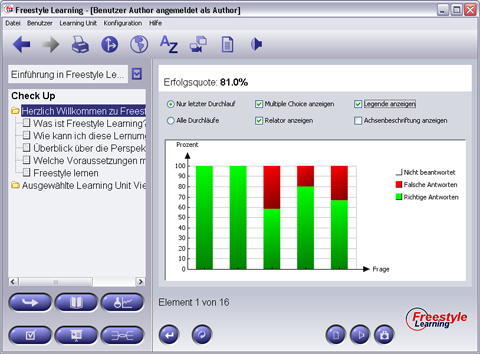 Freestyle Learning - [Benutzer Author angemeldet als Author]
Datei Benutzer Learning Unit Konfiguration Hilfe
Einführung in Freestyle Le...
Check Up
Herzlich Willkommen zu Freest
Was ist Freestyle Learning?
Wie kann ich diese Lernum
Überblick über die Perspek
Welche Voraussetzungen m
Freestyle lernen
Ausgewählte Learning Unit Vie
Erfolgsquote: 81.0%
Nur letzter Durchlauf Multiple Choice anzeigen Legende anzeigen
Alle Durchläufe Relator anzeigen Achsenbeschriftung anzeigen
Prozent
100
90
80
70
60
50
40
30
20
10
0
Frage
Nicht beantwortet
Falsche Antworten
Richtige Antworten
Element 1 von 16
Freestyle
Learning